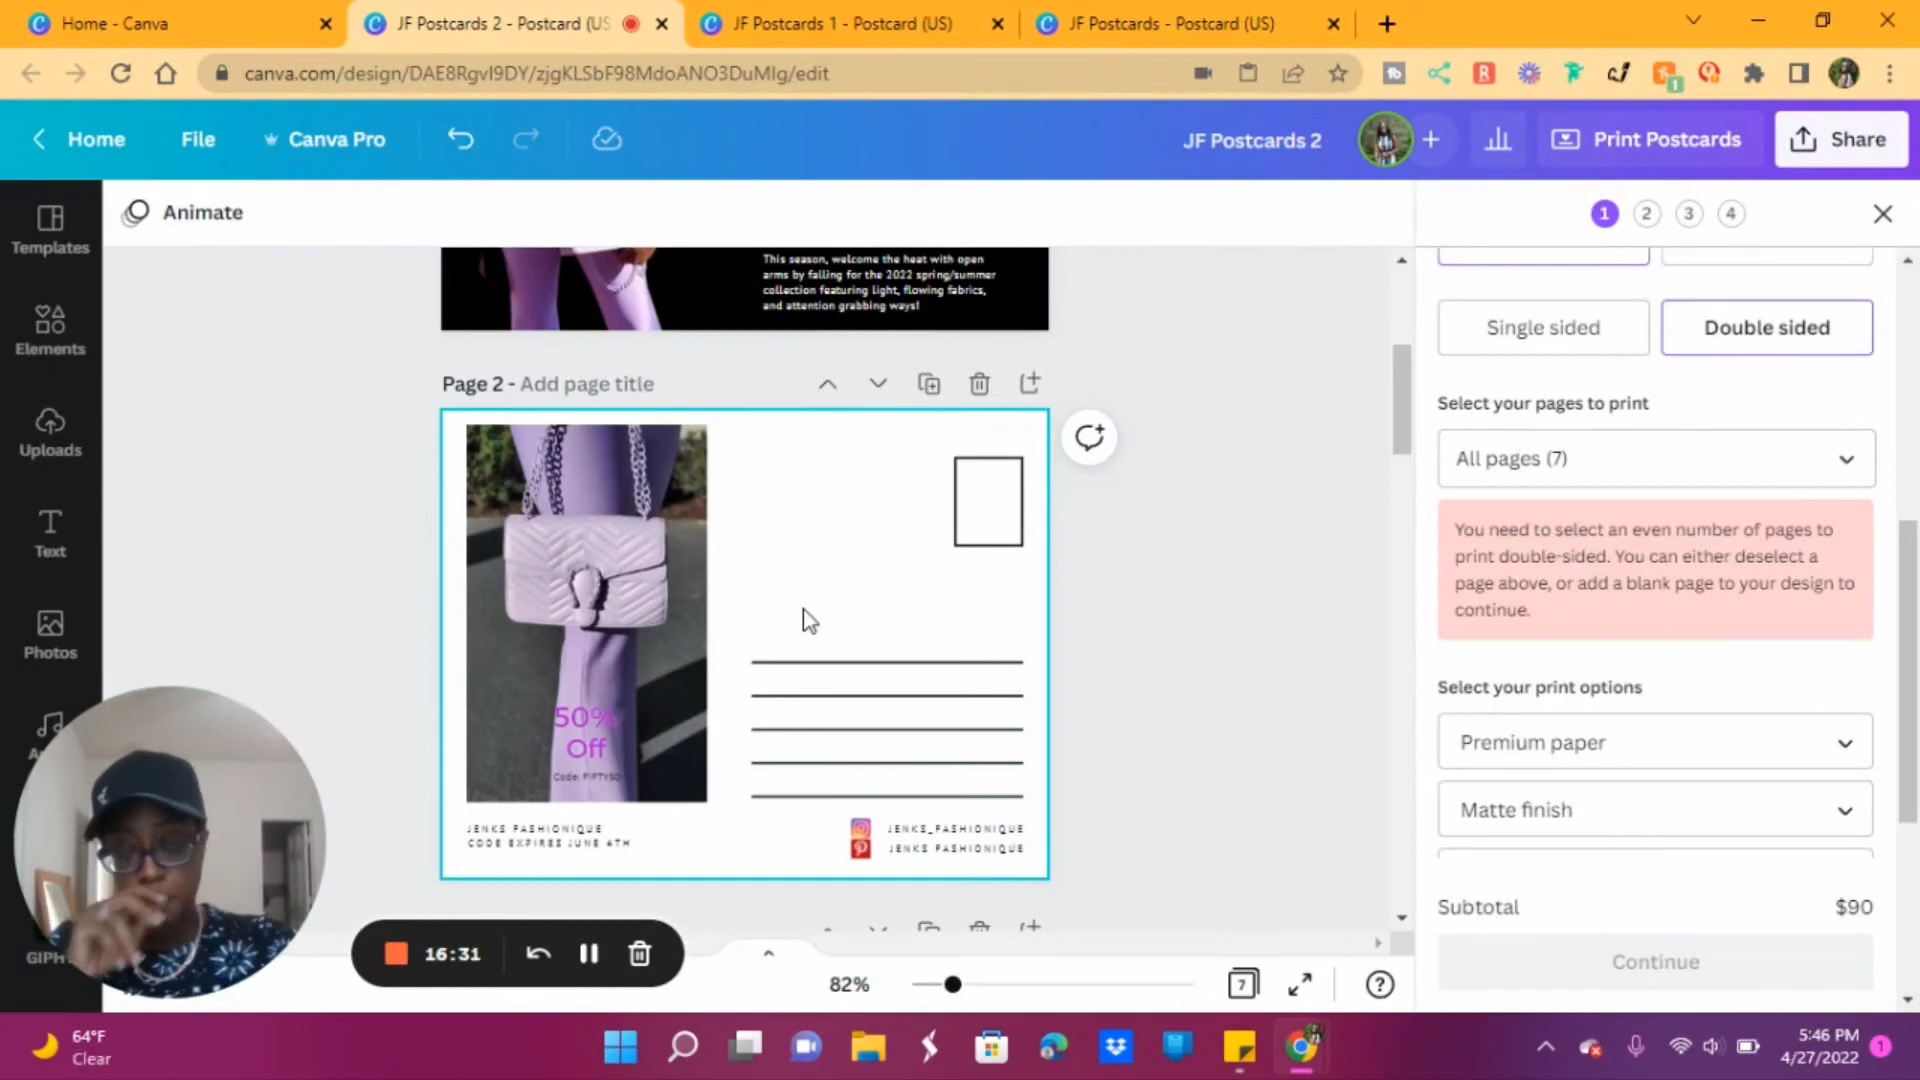 Home - Canva
JF Postcards 2 - Postcard (US
JF Postcards 1 - Postcard (US)
JF Postcards - Postcard (US)
canva.com/design/DAE8RgvI9DY/zjgKLSbF98MdoANO3DuMIg/edit
Home
File
Canva Pro
JF Postcards 2
Print Postcards
Share
Templates
Elements
Uploads
Text
Photos
GIPH
Animate
This season, welcome the heat with open
arms by falling for the 2022 spring/summer
collection featuring light, flowing fabrics,
and attention grabbing ways!
Page 2 - Add page title
50%
Off
Code: FIFTY50
JENKS FASHIONIQUE
CODE EXPIRES JUNE 4TH
JENKS_FASHIONIQUE
JENKS FASHIONIQUE
16:31
82%
7
1 2 3 4
Single sided
Double sided
Select your pages to print
All pages (7)
You need to select an even number of pages to
print double-sided. You can either deselect a
page above, or add a blank page to your design to
continue.
Select your print options
Premium paper
Matte finish
Subtotal $90
Continue
64°F
Clear
5:46 PM
4/27/2022
1